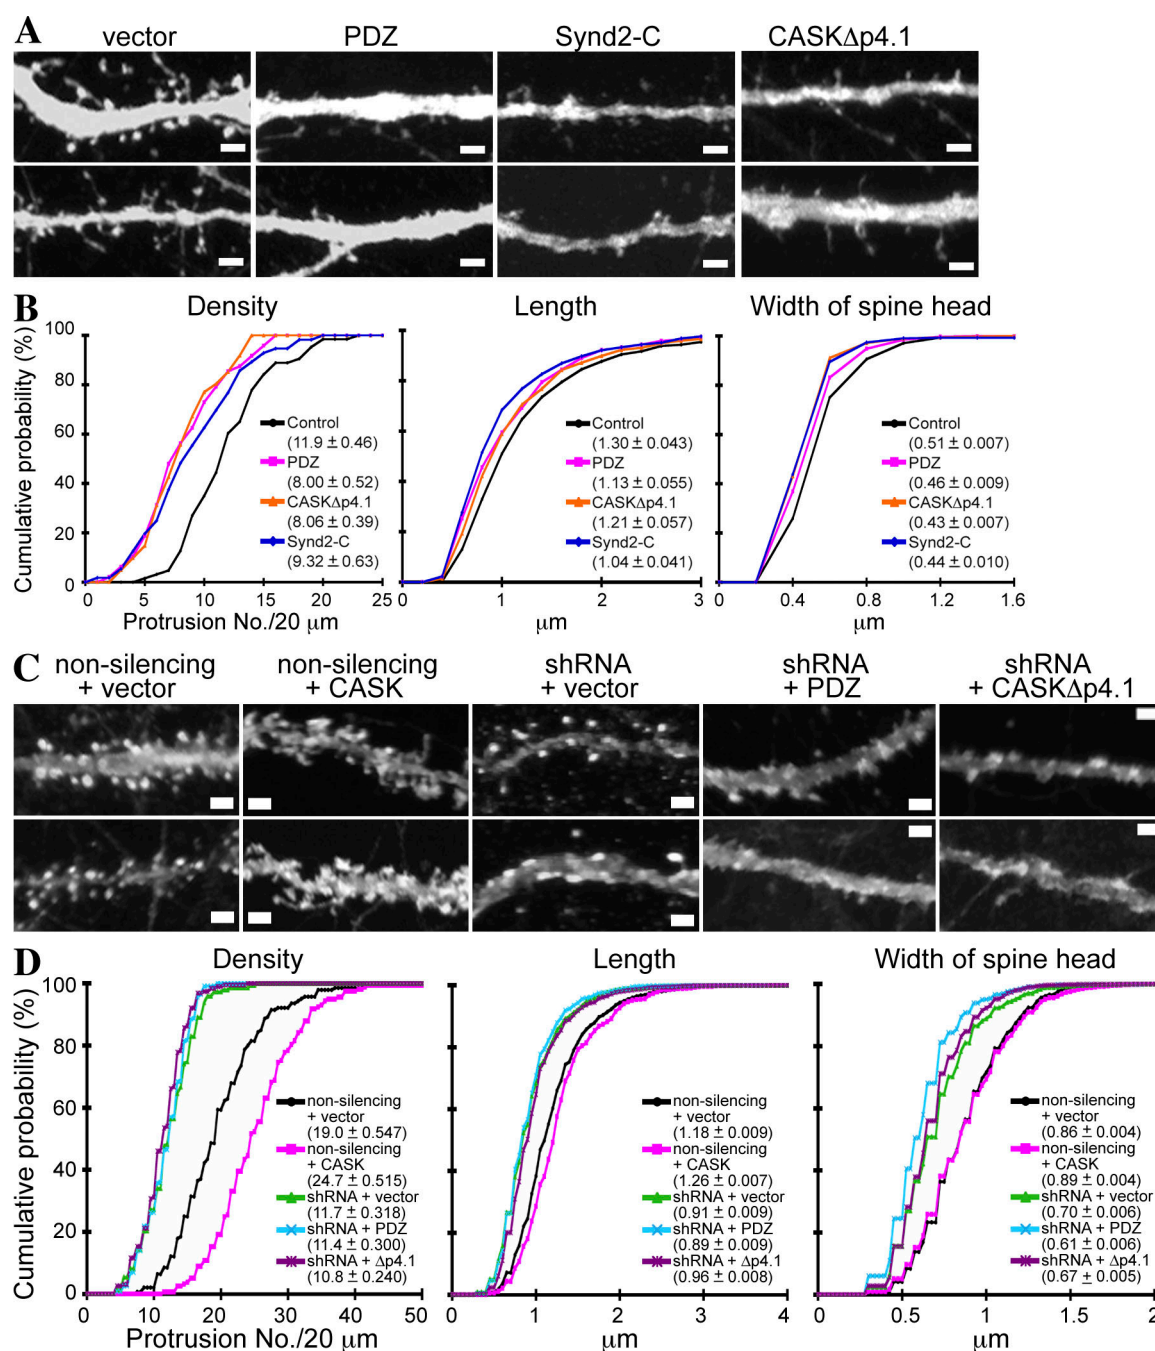 A
vector PDZ Synd2-C CASKΔp4.1
B
Density Length Width of spine head
Cumulative probability (%)
100
80
60
40
20
0
0 5 10 15 20 25
Protrusion No./20 μm
Control
(11.9 ± 0.46)
PDZ
(8.00 ± 0.52)
CASKΔp4.1
(8.06 ± 0.39)
Synd2-C
(9.32 ± 0.63)
0 1 2 3
μm
Control
(1.30 ± 0.043)
PDZ
(1.13 ± 0.055)
CASKΔp4.1
(1.21 ± 0.057)
Synd2-C
(1.04 ± 0.041)
0 0.4 0.8 1.2 1.6
μm
Control
(0.51 ± 0.007)
PDZ
(0.46 ± 0.009)
CASKΔp4.1
(0.43 ± 0.007)
Synd2-C
(0.44 ± 0.010)
C
non-silencing
+ vector
non-silencing
+ CASK
shRNA
+ vector
shRNA
+ PDZ
shRNA
+ CASKΔp4.1
D
Density Length Width of spine head
Cumulative probability (%)
100
80
60
40
20
0
0 10 20 30 40 50
Protrusion No./20 μm
non-silencing
+ vector
(19.0 ± 0.547)
non-silencing
+ CASK
(24.7 ± 0.515)
shRNA + vector
(11.7 ± 0.318)
shRNA + PDZ
(11.4 ± 0.300)
shRNA + Δp4.1
(10.8 ± 0.240)
0 1 2 3 4
μm
non-silencing
+ vector
(1.18 ± 0.009)
non-silencing
+ CASK
(1.26 ± 0.007)
shRNA + vector
(0.91 ± 0.009)
shRNA + PDZ
(0.89 ± 0.009)
shRNA + Δp4.1
(0.96 ± 0.008)
0 0.5 1 1.5 2
μm
non-silencing
+ vector
(0.86 ± 0.004)
non-silencing
+ CASK
(0.89 ± 0.004)
shRNA + vector
(0.70 ± 0.006)
shRNA + PDZ
(0.61 ± 0.006)
shRNA + Δp4.1
(0.67 ± 0.005)